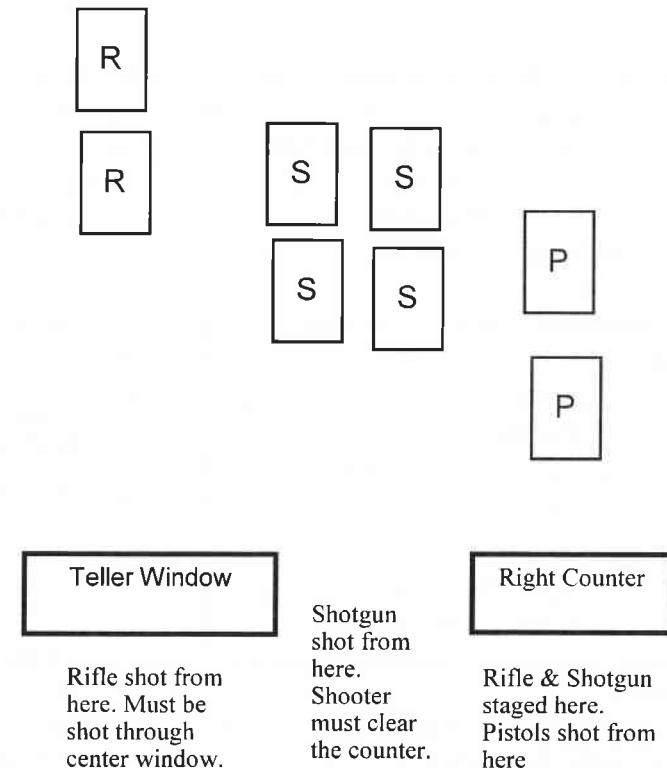 R
R
S
S
S
S
P
P
Teller Window
Right Counter
Rifle shot from
here. Must be
shot through
center window.
Shotgun
shot from
here.
Shooter
must clear
the counter.
Rifle & Shotgun
staged here.
Pistols shot from
here